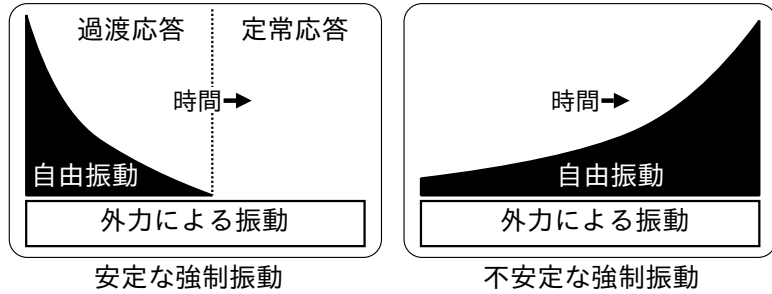 過渡応答
定常応答
時間
自由振動
外力による振動
安定な強制振動
時間
自由振動
外力による振動
不安定な強制振動